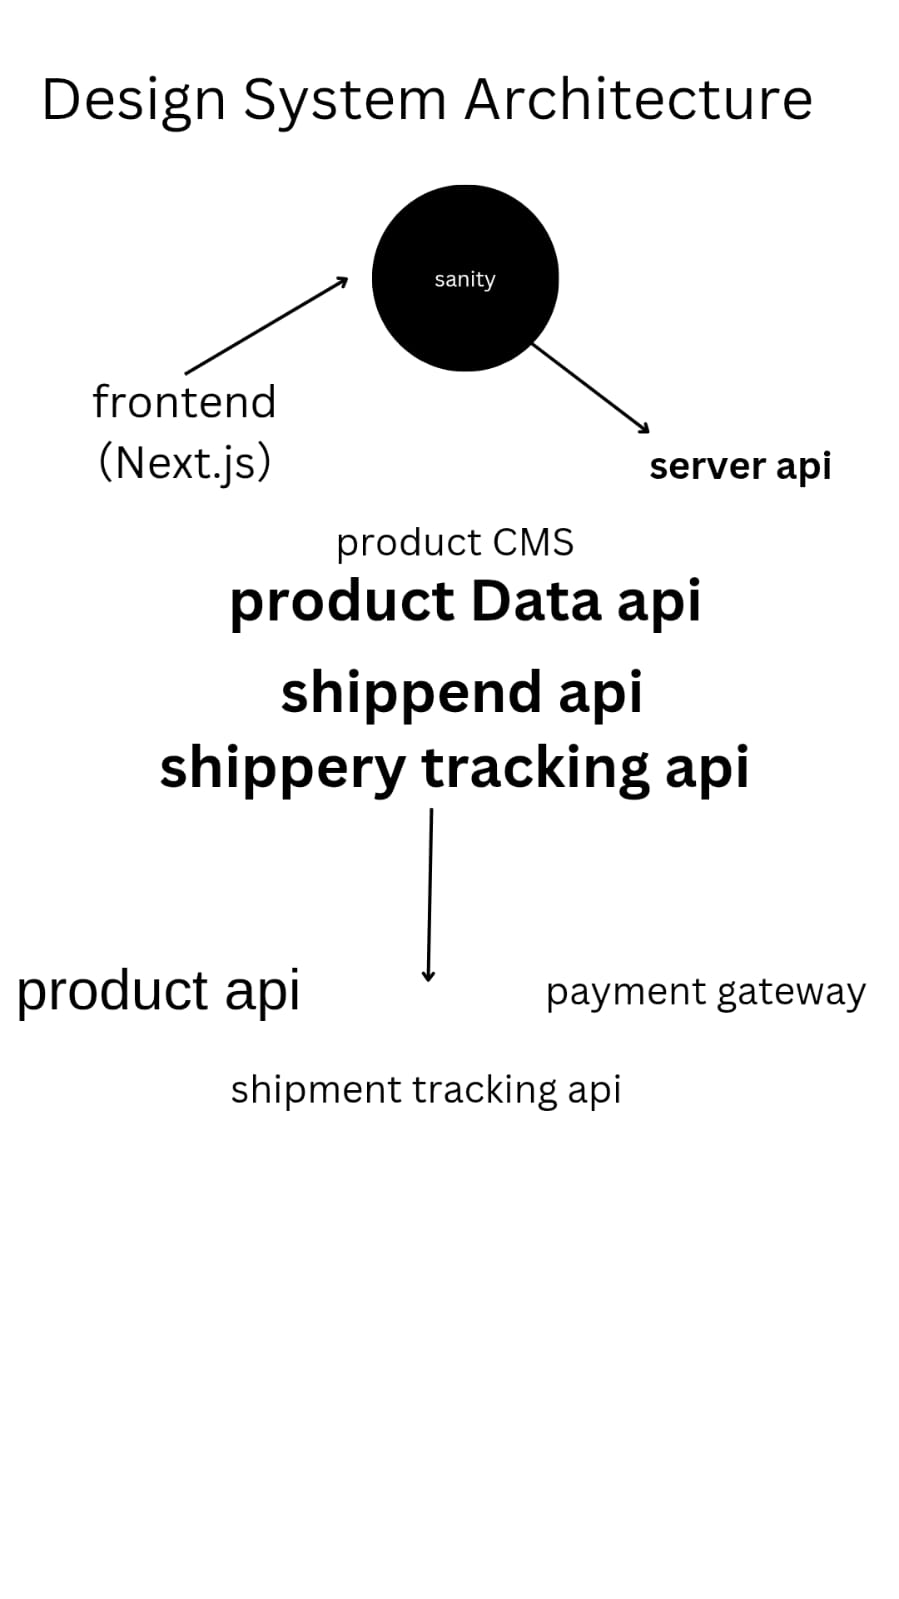 Design System Architecture
sanity
frontend
(Next.js)
server api
product CMS
product Data api
shippend api
shippery tracking api
product api
payment gateway
shipment tracking api